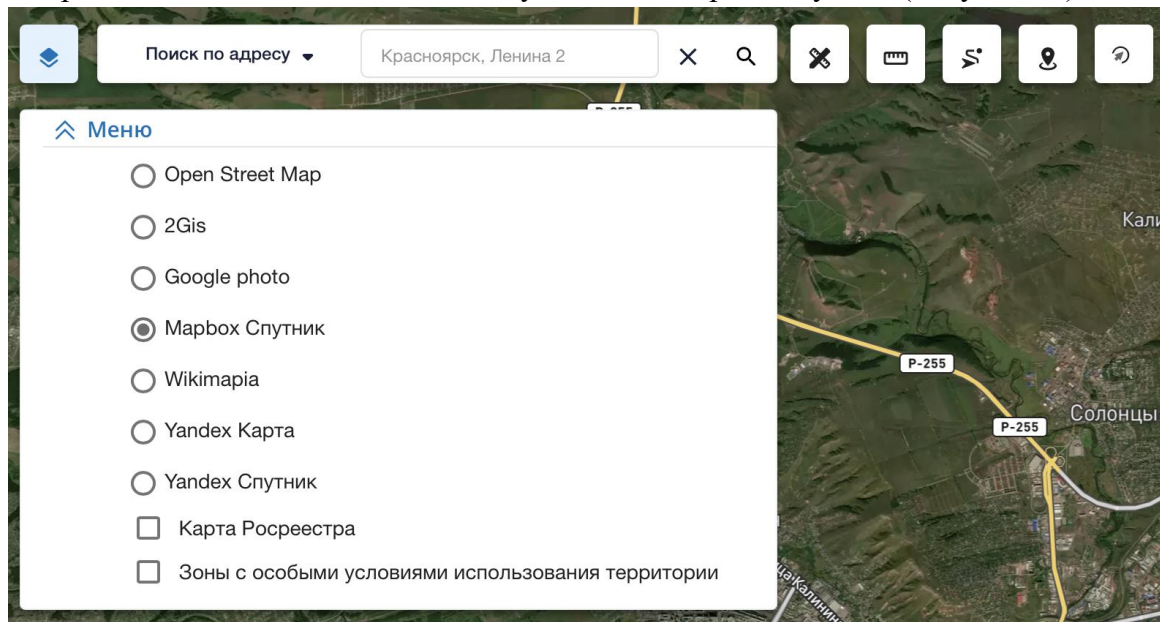 Поиск по адресу
Красноярск, Ленина 2
Меню
Open Street Map
2Gis
Google photo
Mapbox Спутник
Wikimapia
Yandex Карта
Yandex Спутник
Карта Росреестра
Зоны с особыми условиями использования территории
P-255
P-255
Солонцы